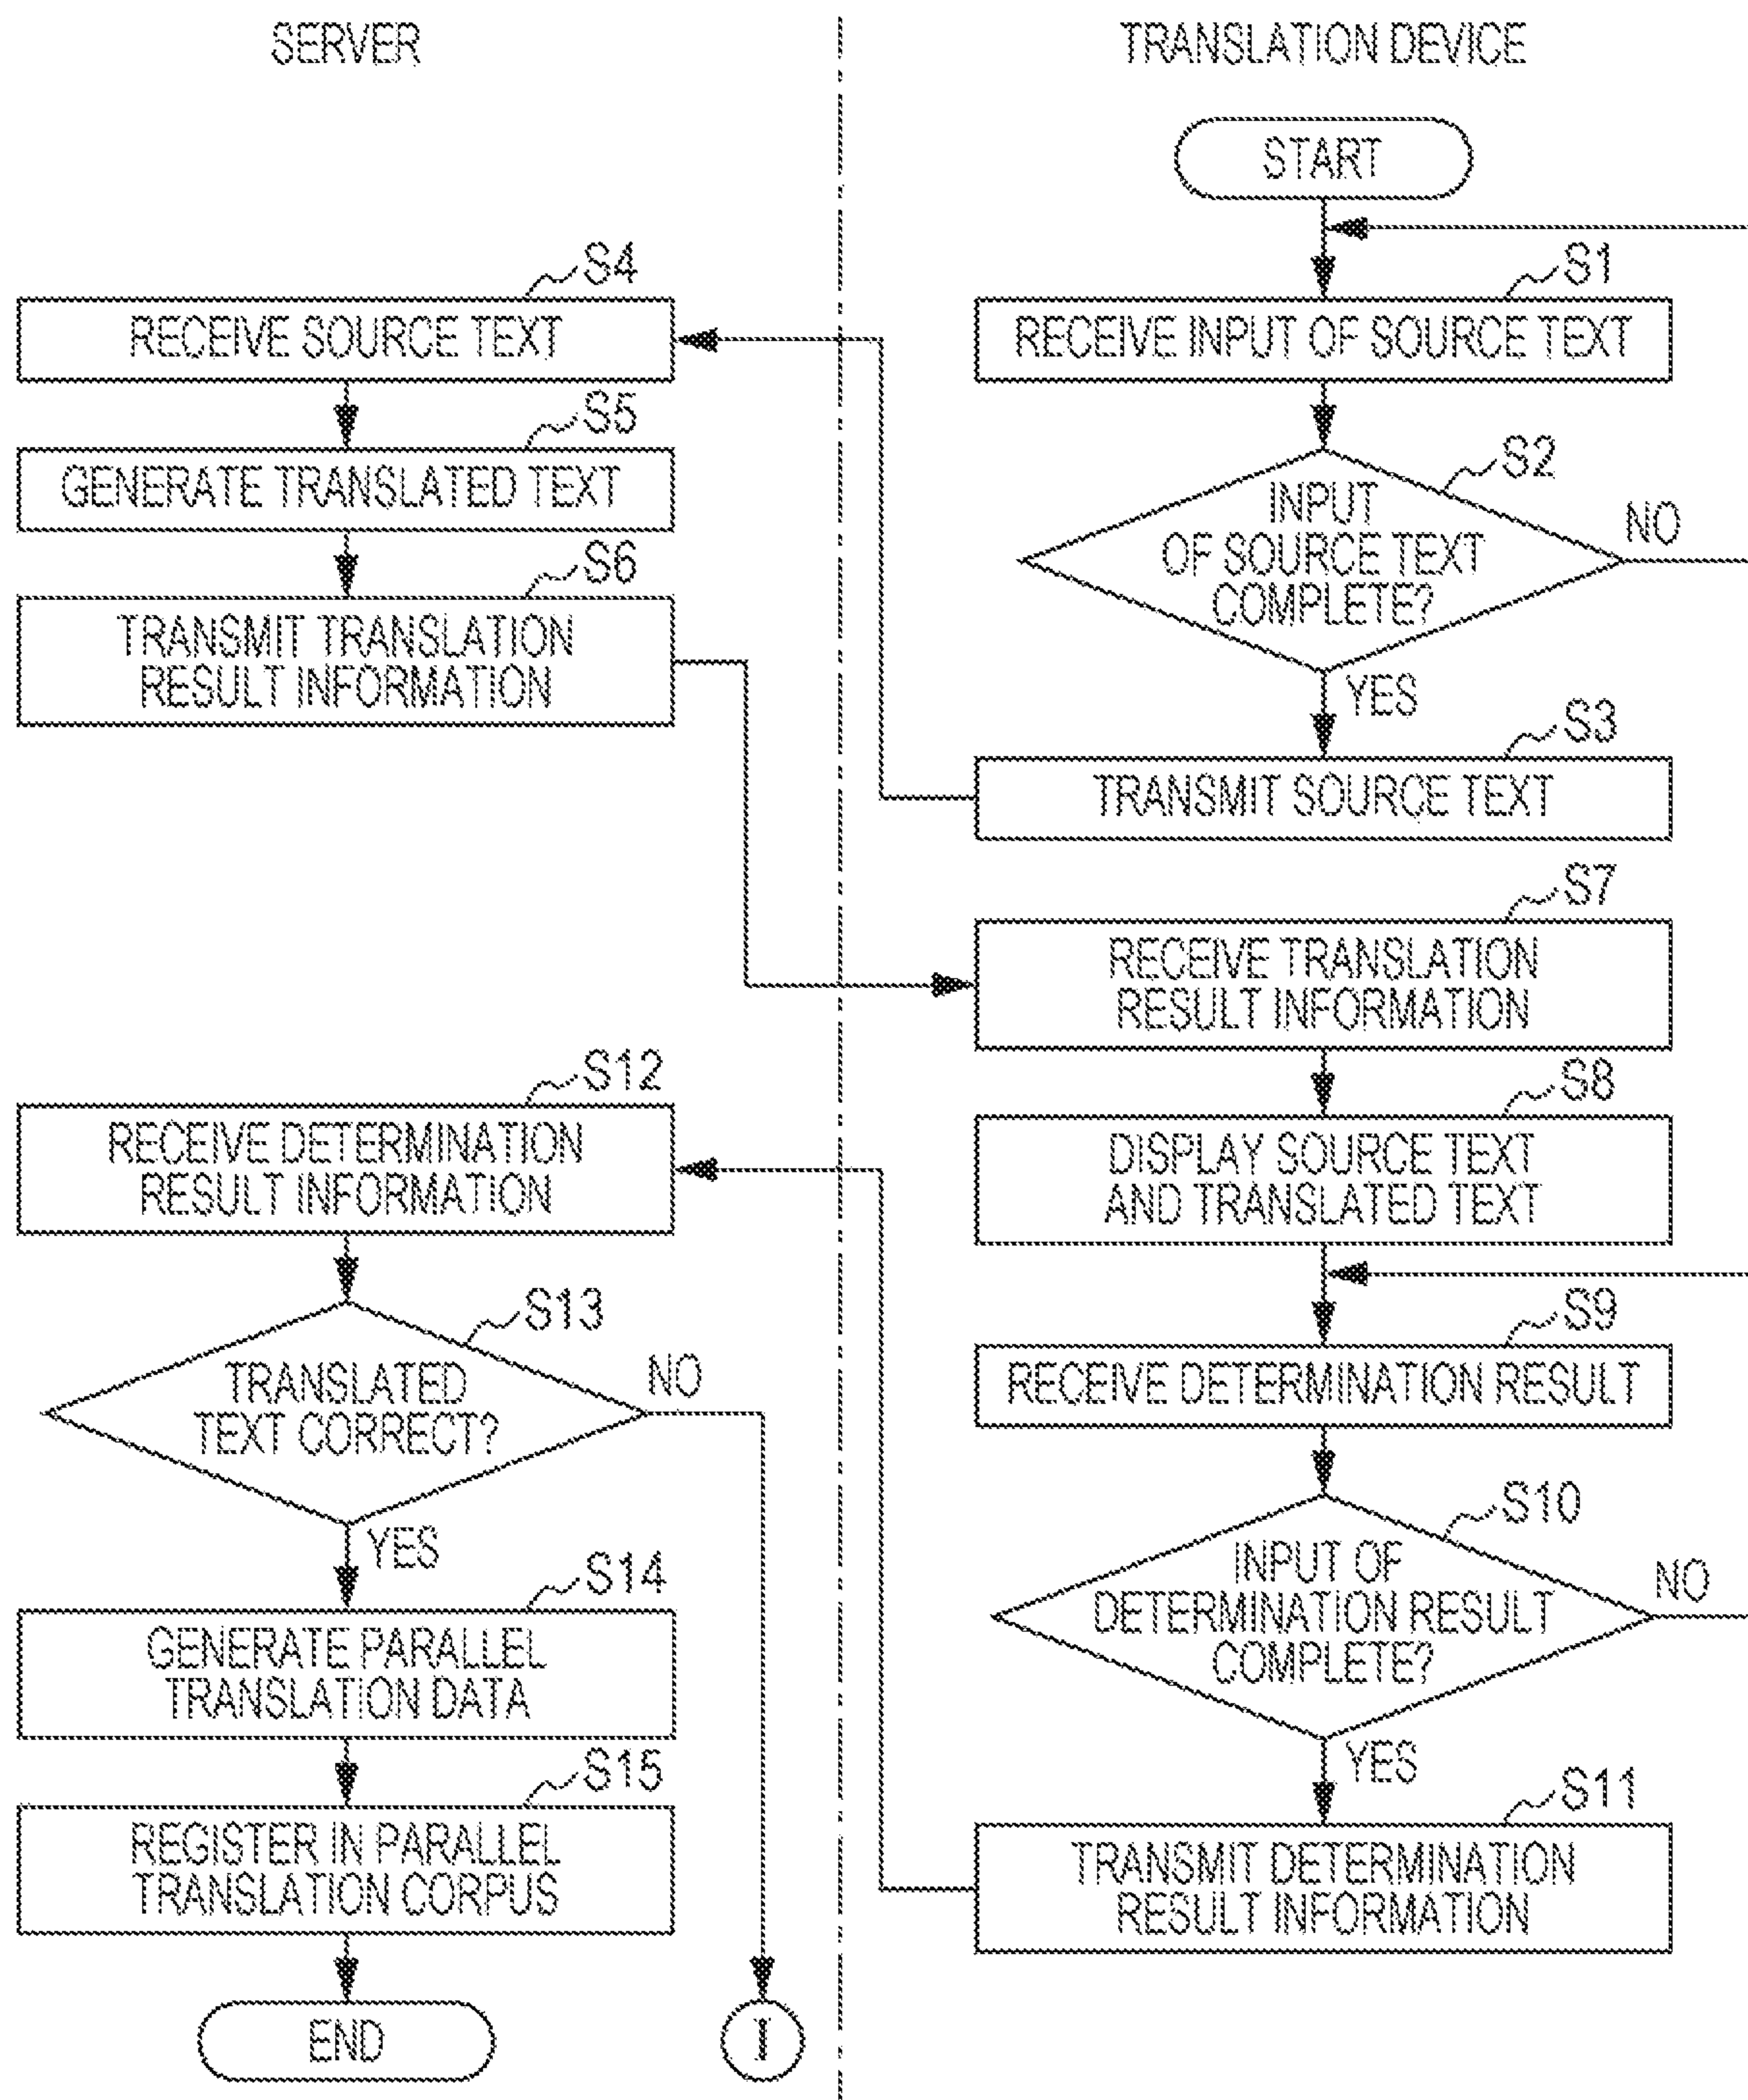 SERVER
TRANSLATION DEVICE
START
S1
RECEIVE INPUT OF SOURCE TEXT
S2
INPUT
OF SOURCE TEXT
COMPLETE?
NO
YES
S3
TRANSMIT SOURCE TEXT
S4
RECEIVE SOURCE TEXT
S5
GENERATE TRANSLATED TEXT
S6
TRANSMIT TRANSLATION
RESULT INFORMATION
S7
RECEIVE TRANSLATION
RESULT INFORMATION
S8
DISPLAY SOURCE TEXT
AND TRANSLATED TEXT
S9
RECEIVE DETERMINATION RESULT
S10
INPUT OF
DETERMINATION RESULT
COMPLETE?
NO
YES
S11
TRANSMIT DETERMINATION
RESULT INFORMATION
S12
RECEIVE DETERMINATION
RESULT INFORMATION
S13
TRANSLATED
TEXT CORRECT?
NO
YES
S14
GENERATE PARALLEL
TRANSLATION DATA
S15
REGISTER IN PARALLEL
TRANSLATION CORPUS
END
I